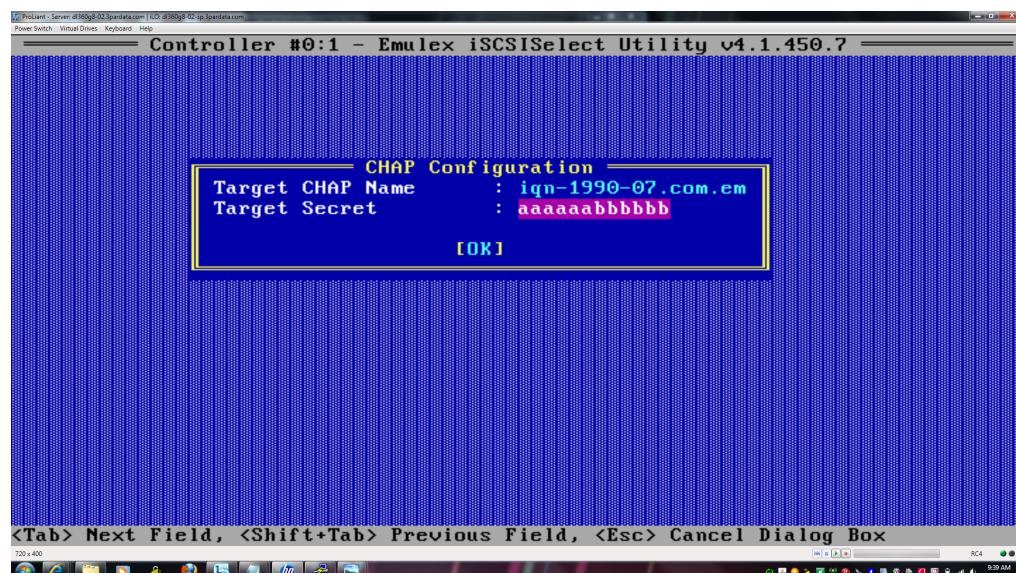 ProLiant - Server: dl360g8-02.3pardata.com | iLO: dl360g8-02-sp.3pardata.com
Power Switch Virtual Drives Keyboard Help
Controller #0:1 - Emulex iSCSISelect Utility v4.1.450.7
CHAP Configuration
Target CHAP Name : iqn-1990-07.com.em
Target Secret : aaaaaabbbbbb
[OK]
<Tab> Next Field, <Shift+Tab> Previous Field, <Esc> Cancel Dialog Box
720 x 400 RC4
9:39 AM